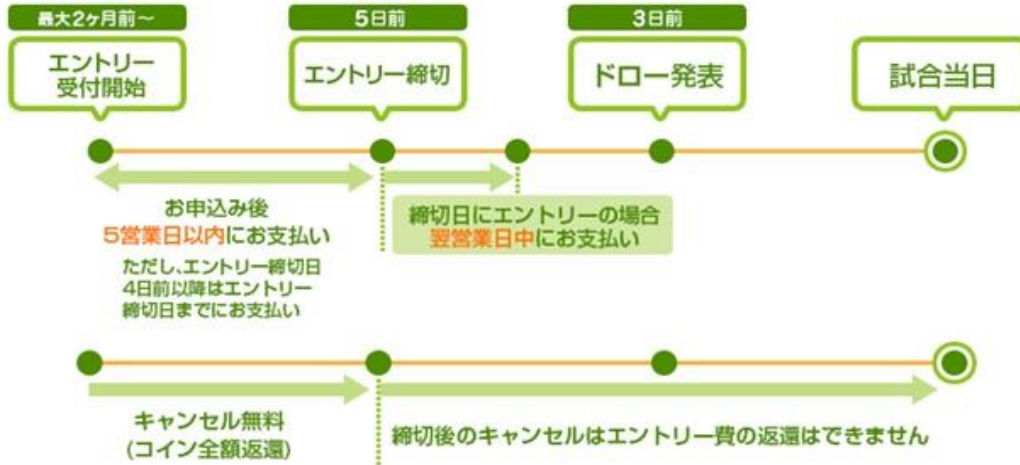 最大2ヶ月前～
エントリー
受付開始
5日前
エントリー締切
3日前
ドロー発表
試合当日
お申込み後
5営業日以内にお支払い
ただし、エントリー締切日
4日前以降はエントリー
締切日までにお支払い
締切日にエントリーの場合
翌営業日中にお支払い
キャンセル無料
(コイン全額返還)
締切後のキャンセルはエントリー費の返還はできません